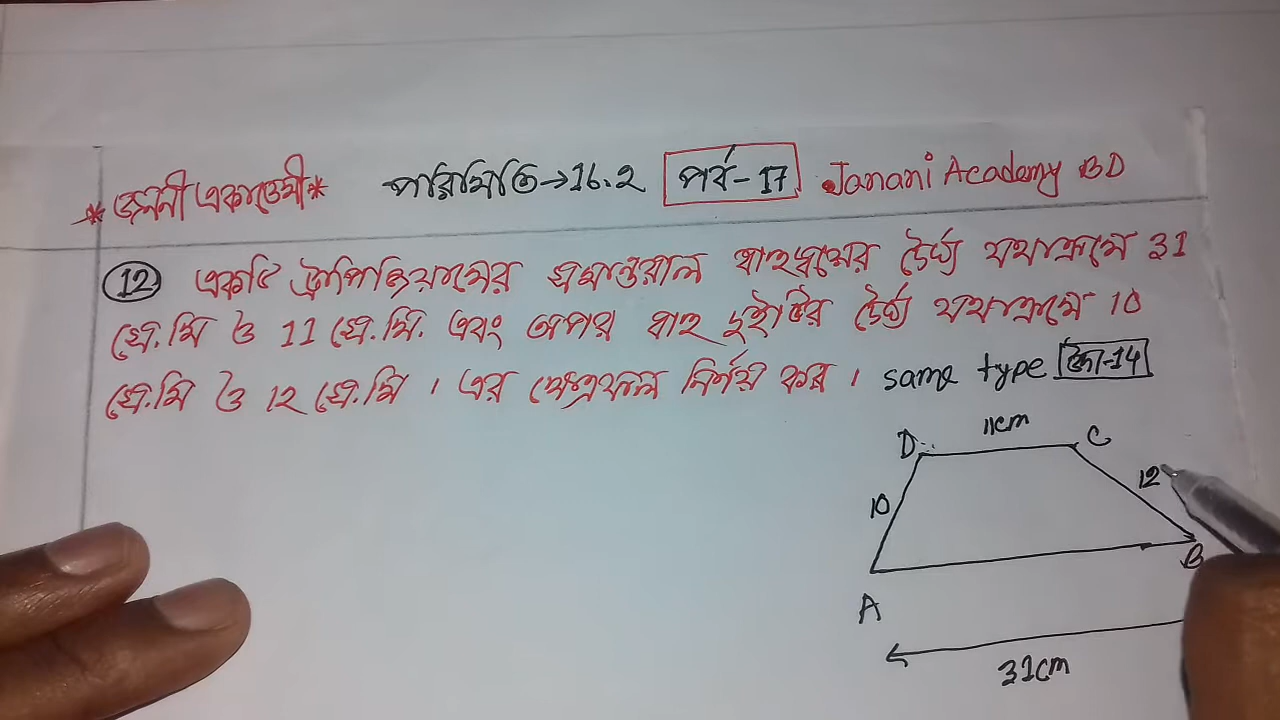 *জননী একাডেমী* পরিমিতি→16.2 পর্ব-17 Janani Academy BD
12 একটি ট্রাপিজিয়ামের সমান্তরাল বাহুদ্বয়ের দৈর্ঘ্য যথাক্রমে 31
সে.মি ও 11 সে.মি. এবং অপর বাহু দুইটির দৈর্ঘ্য যথাক্রমে 10
সে.মি ও 12 সে.মি । এর ক্ষেত্রফল নির্ণয় কর । same type
D 11cm C
10 12
A B
31cm